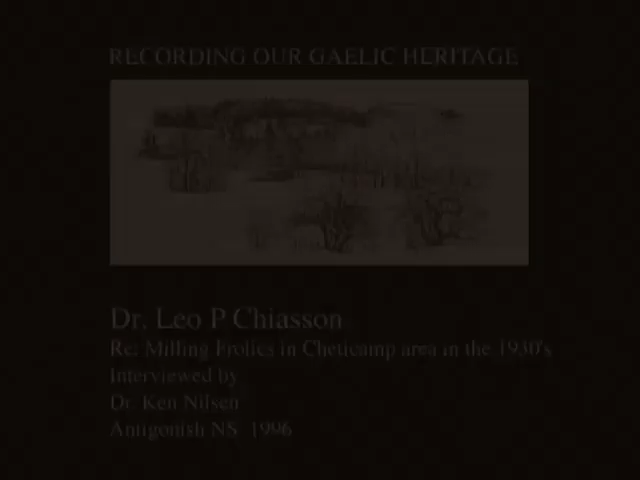 RECORDING OUR GAELIC HERITAGE
Dr. Leo P Chiasson
Re: Milling Frolics in Cheticamp area in the 1930's
Interviewed by
Dr. Ken Nilsen
Antigonish NS 1996